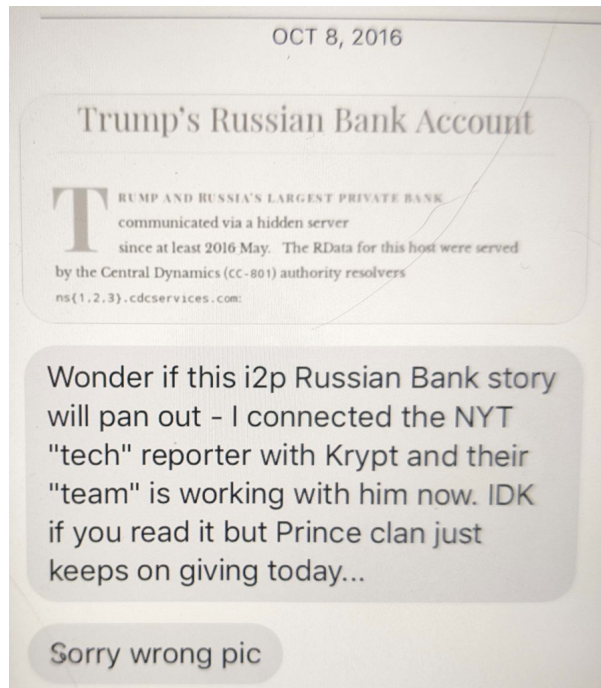 OCT 8, 2016
Trump's Russian Bank Account
TRUMP AND RUSSIA'S LARGEST PRIVATE BANK
communicated via a hidden server
since at least 2016 May. The RData for this host were served
by the Central Dynamics (CC-801) authority resolvers
ns{1,2,3}.cdcservices.com:
Wonder if this i2p Russian Bank story
will pan out - I connected the NYT
"tech" reporter with Krypt and their
"team" is working with him now. IDK
if you read it but Prince clan just
keeps on giving today...
Sorry wrong pic